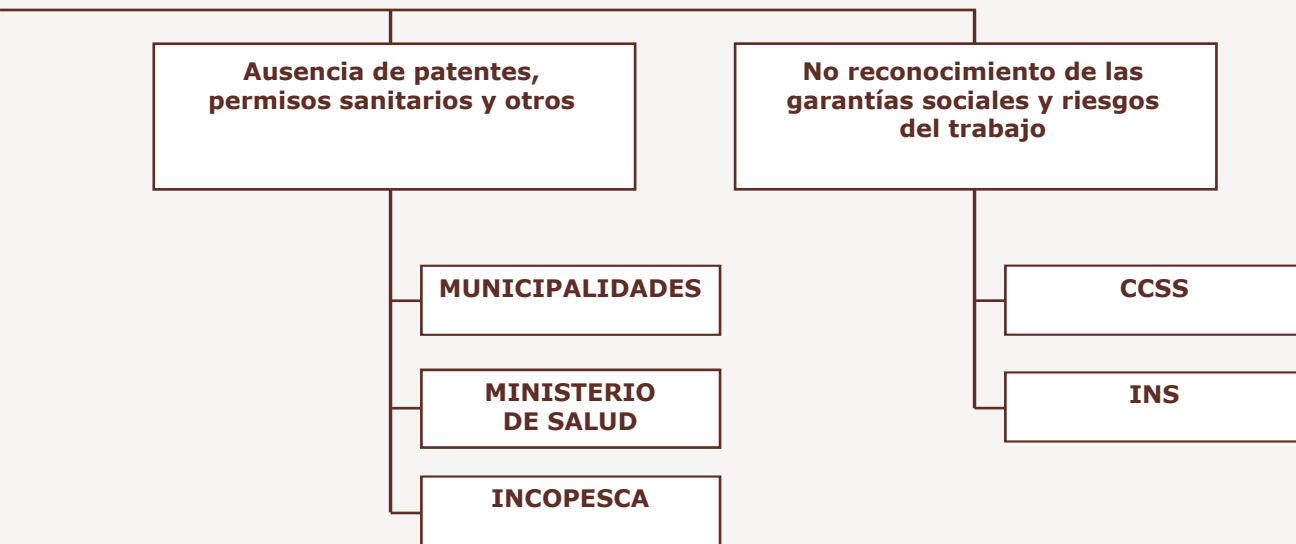 Ausencia de patentes,
permisos sanitarios y otros
MUNICIPALIDADES
MINISTERIO
DE SALUD
INCOPESCA
No reconocimiento de las
garantías sociales y riesgos
del trabajo
CCSS
INS